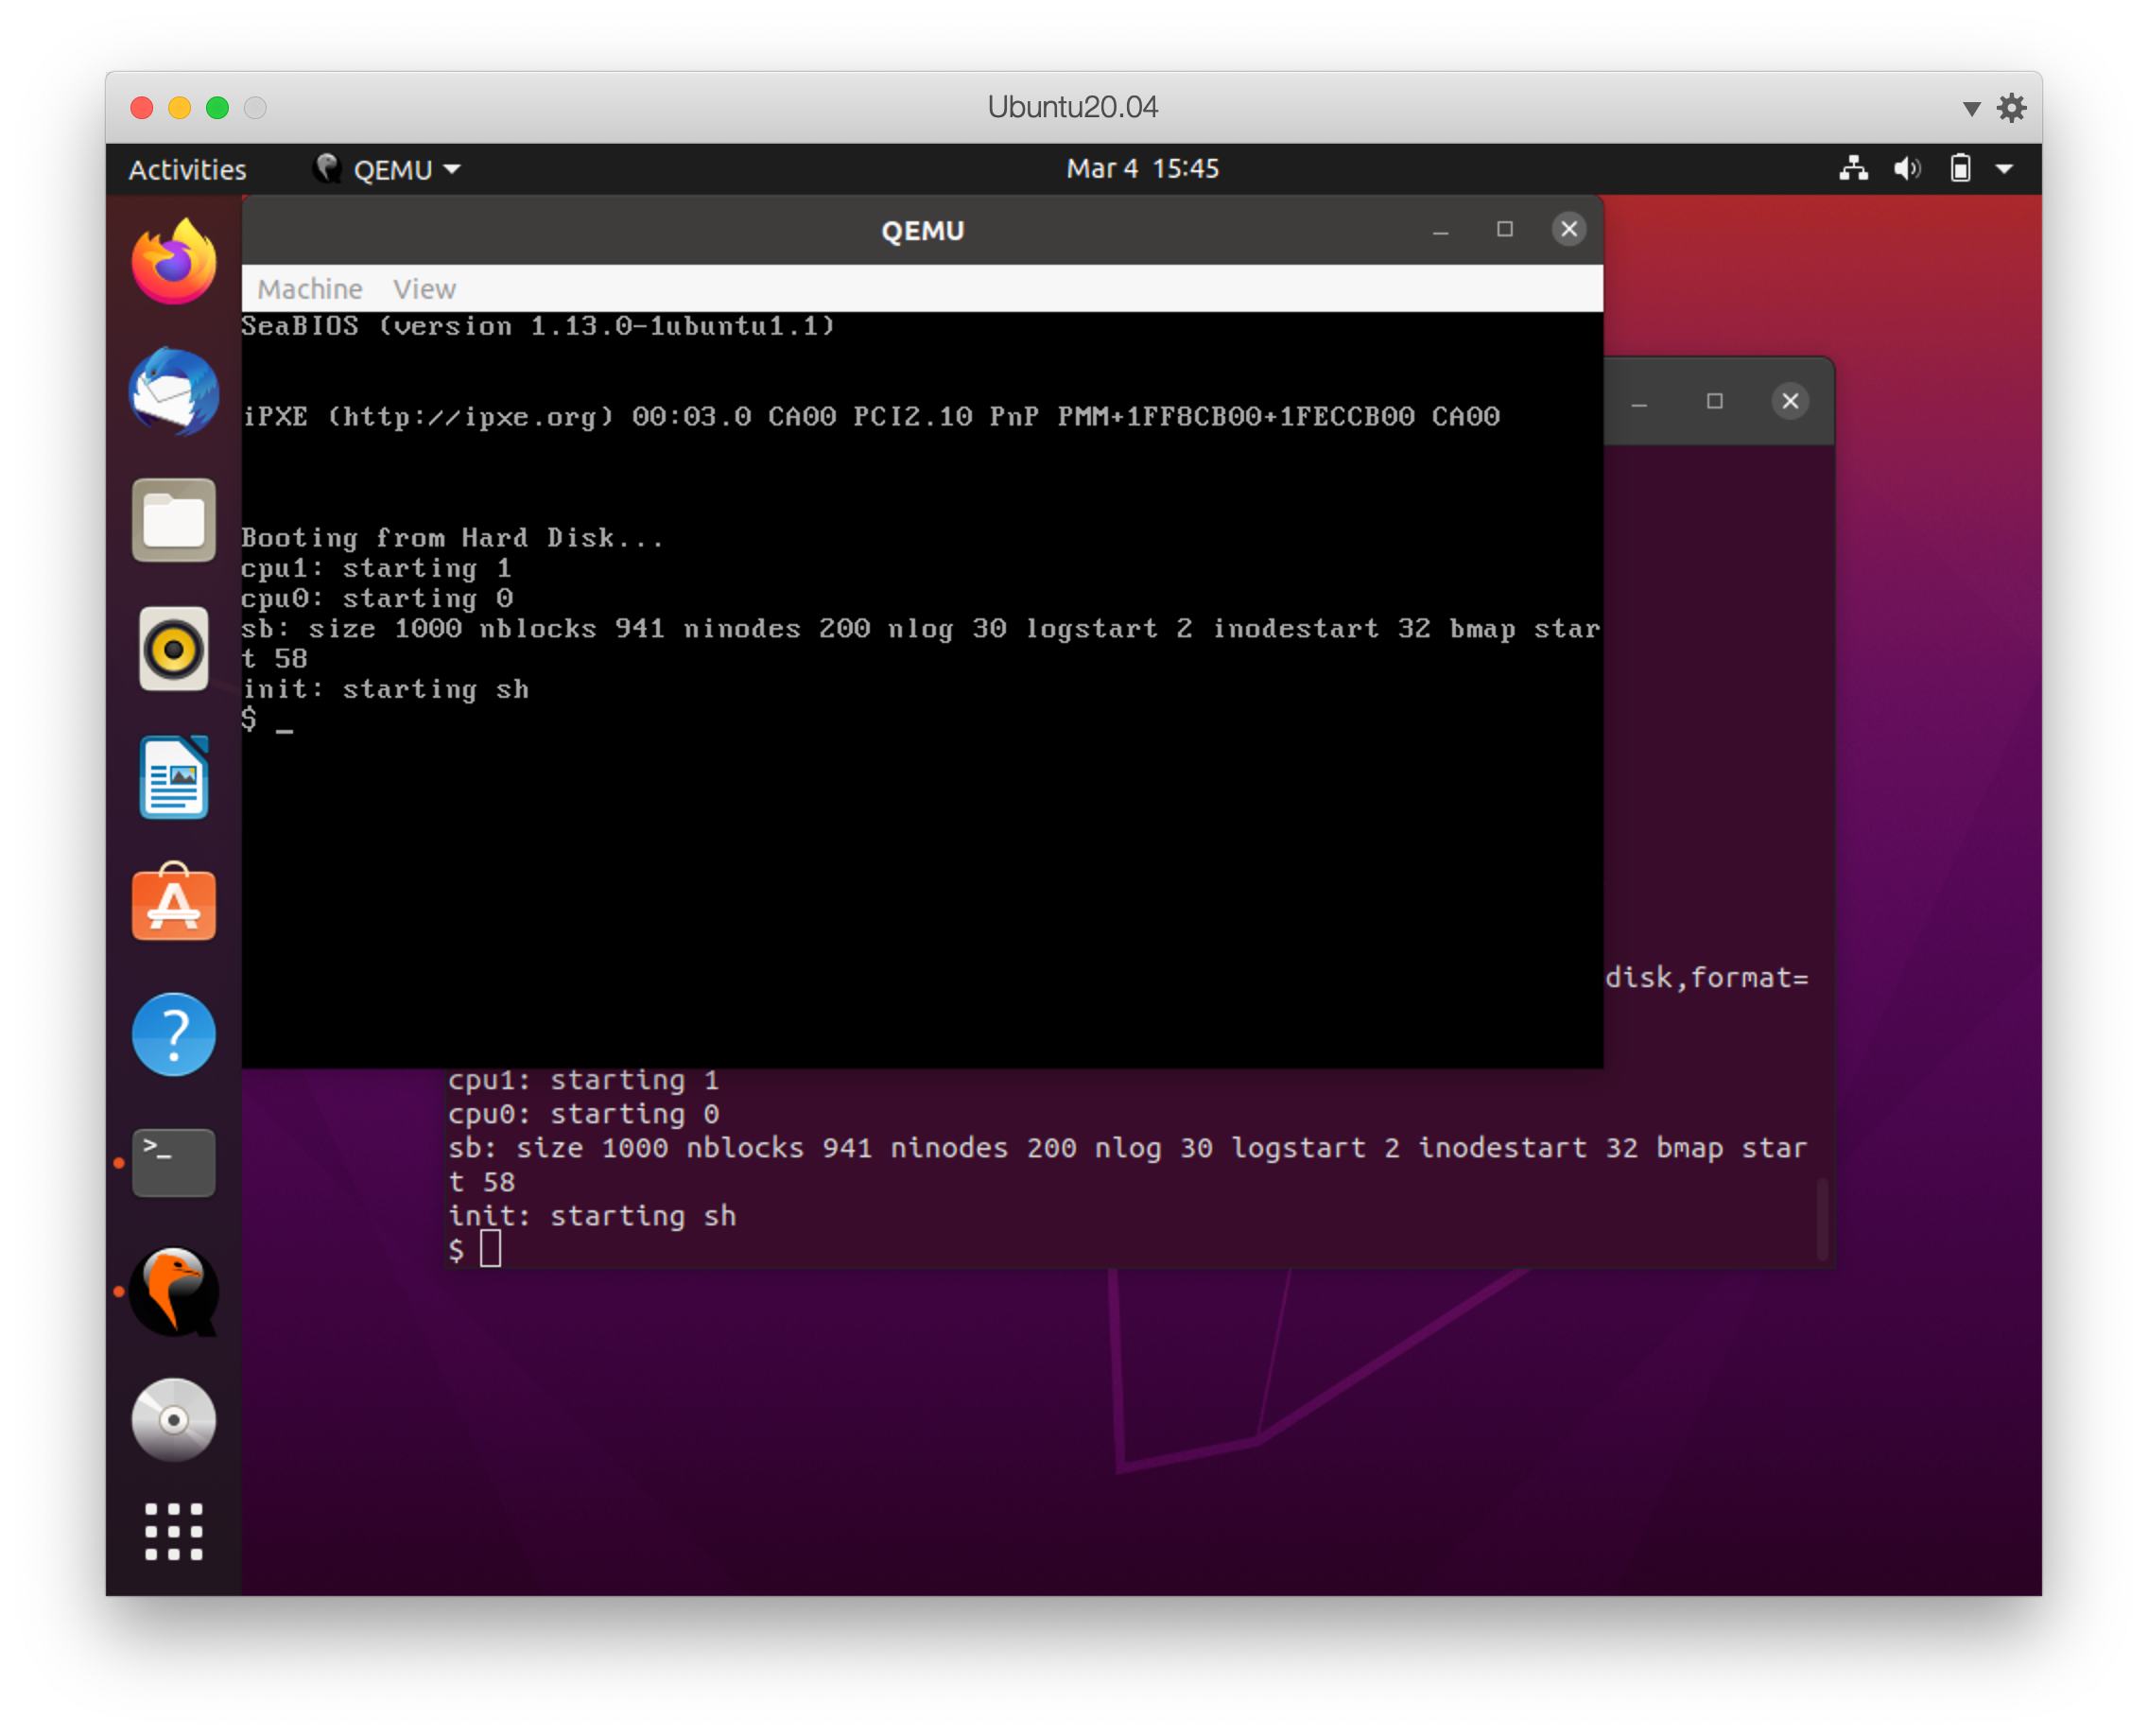 Ubuntu20.04
Activities QEMU Mar 4 15:45
QEMU
Machine View
SeaBIOS (version 1.13.0-1ubuntu1.1)
iPXE (http://ipxe.org) 00:03.0 CA00 PCI2.10 PnP PMM+1FF8CB00+1FECCB00 CA00
Booting from Hard Disk...
cpu1: starting 1
cpu0: starting 0
sb: size 1000 nblocks 941 ninodes 200 nlog 30 logstart 2 inodestart 32 bmap star
t 58
init: starting sh
$ _
disk,format=
cpu1: starting 1
cpu0: starting 0
sb: size 1000 nblocks 941 ninodes 200 nlog 30 logstart 2 inodestart 32 bmap star
t 58
init: starting sh
$